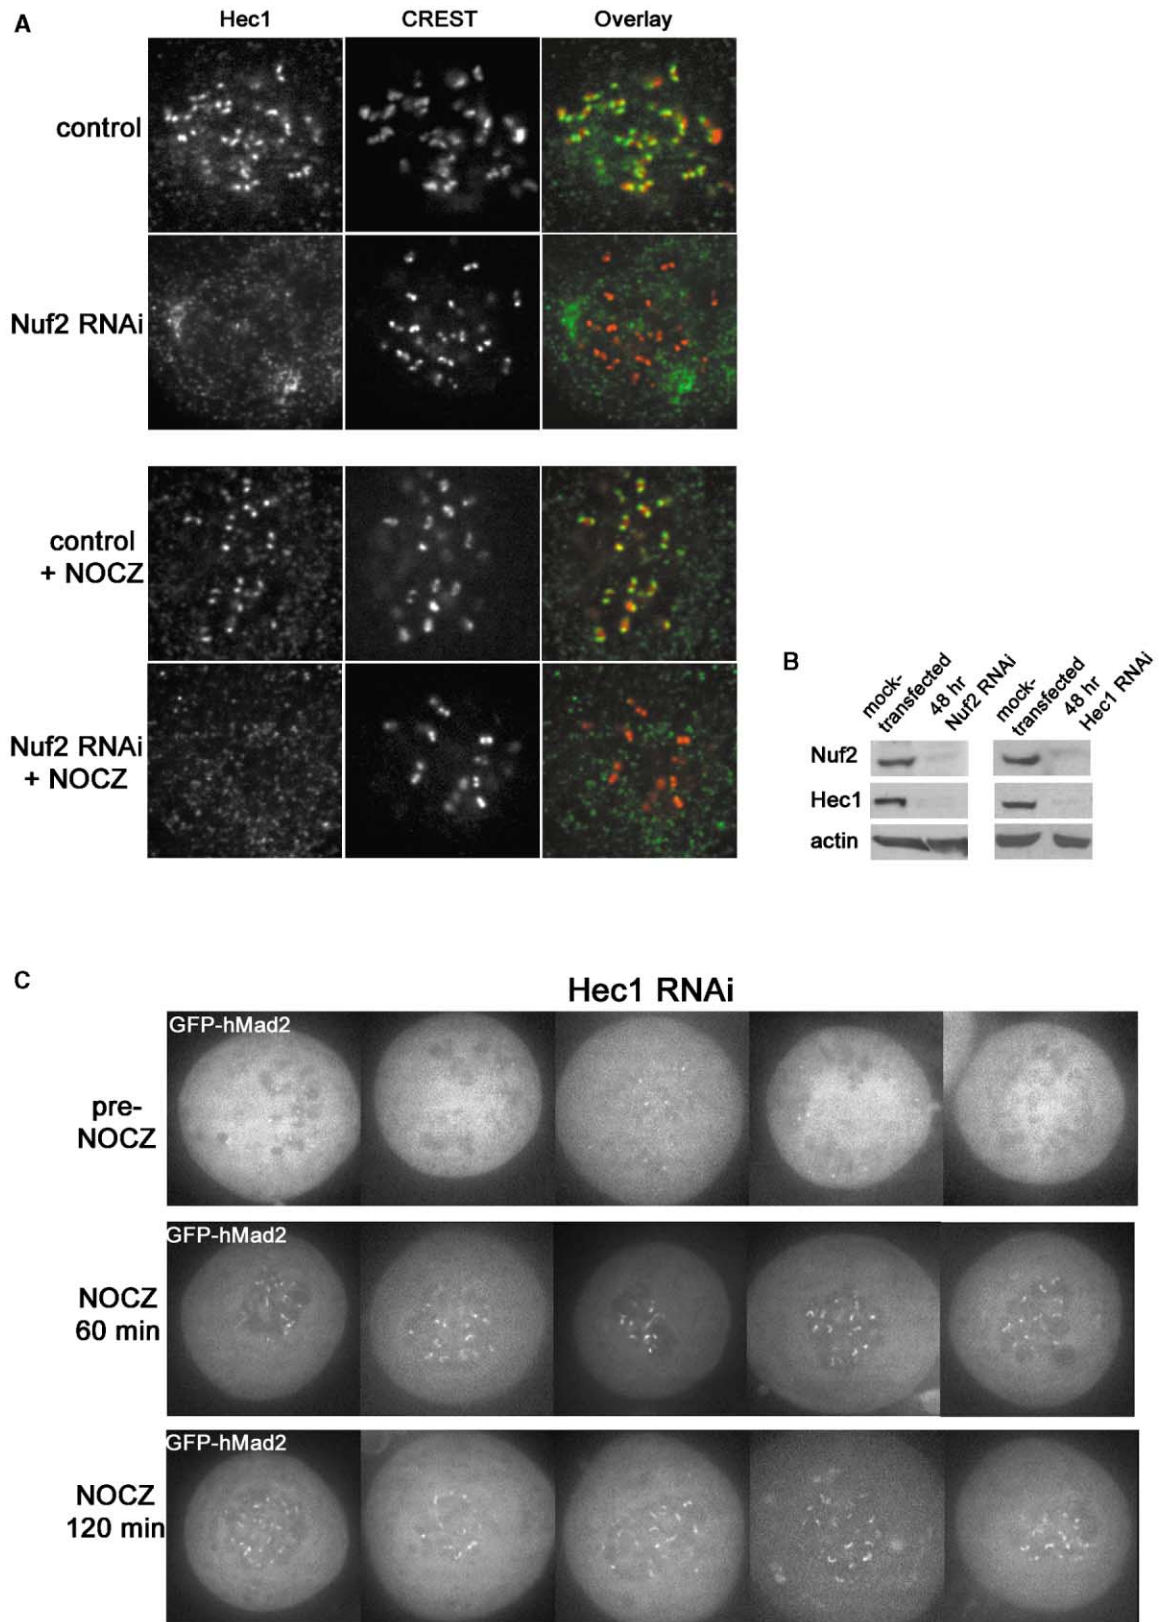 A
Hec1 CREST Overlay
control
Nuf2 RNAi
control
+ NOCZ
Nuf2 RNAi
+ NOCZ
B
mock-
transfected
48 hr
Nuf2 RNAi
mock-
transfected
48 hr
Hec1 RNAi
Nuf2
Hec1
actin
C
Hec1 RNAi
GFP-hMad2
pre-
NOCZ
GFP-hMad2
NOCZ
60 min
GFP-hMad2
NOCZ
120 min